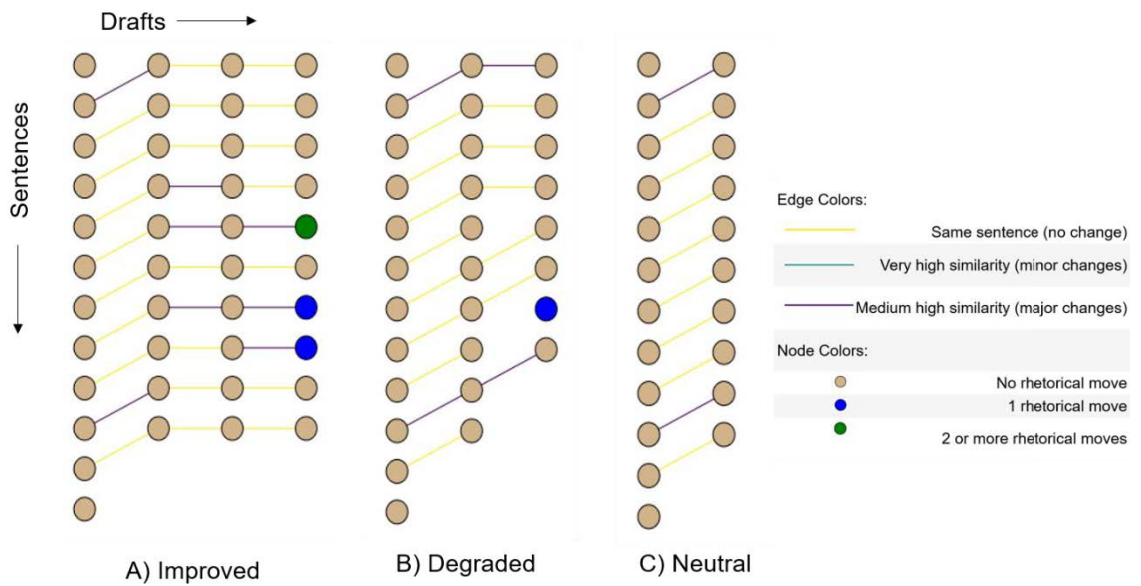 Drafts
Sentences
Edge Colors:
Same sentence (no change)
Very high similarity (minor changes)
Medium high similarity (major changes)
Node Colors:
No rhetorical move
1 rhetorical move
2 or more rhetorical moves
A) Improved
B) Degraded
C) Neutral